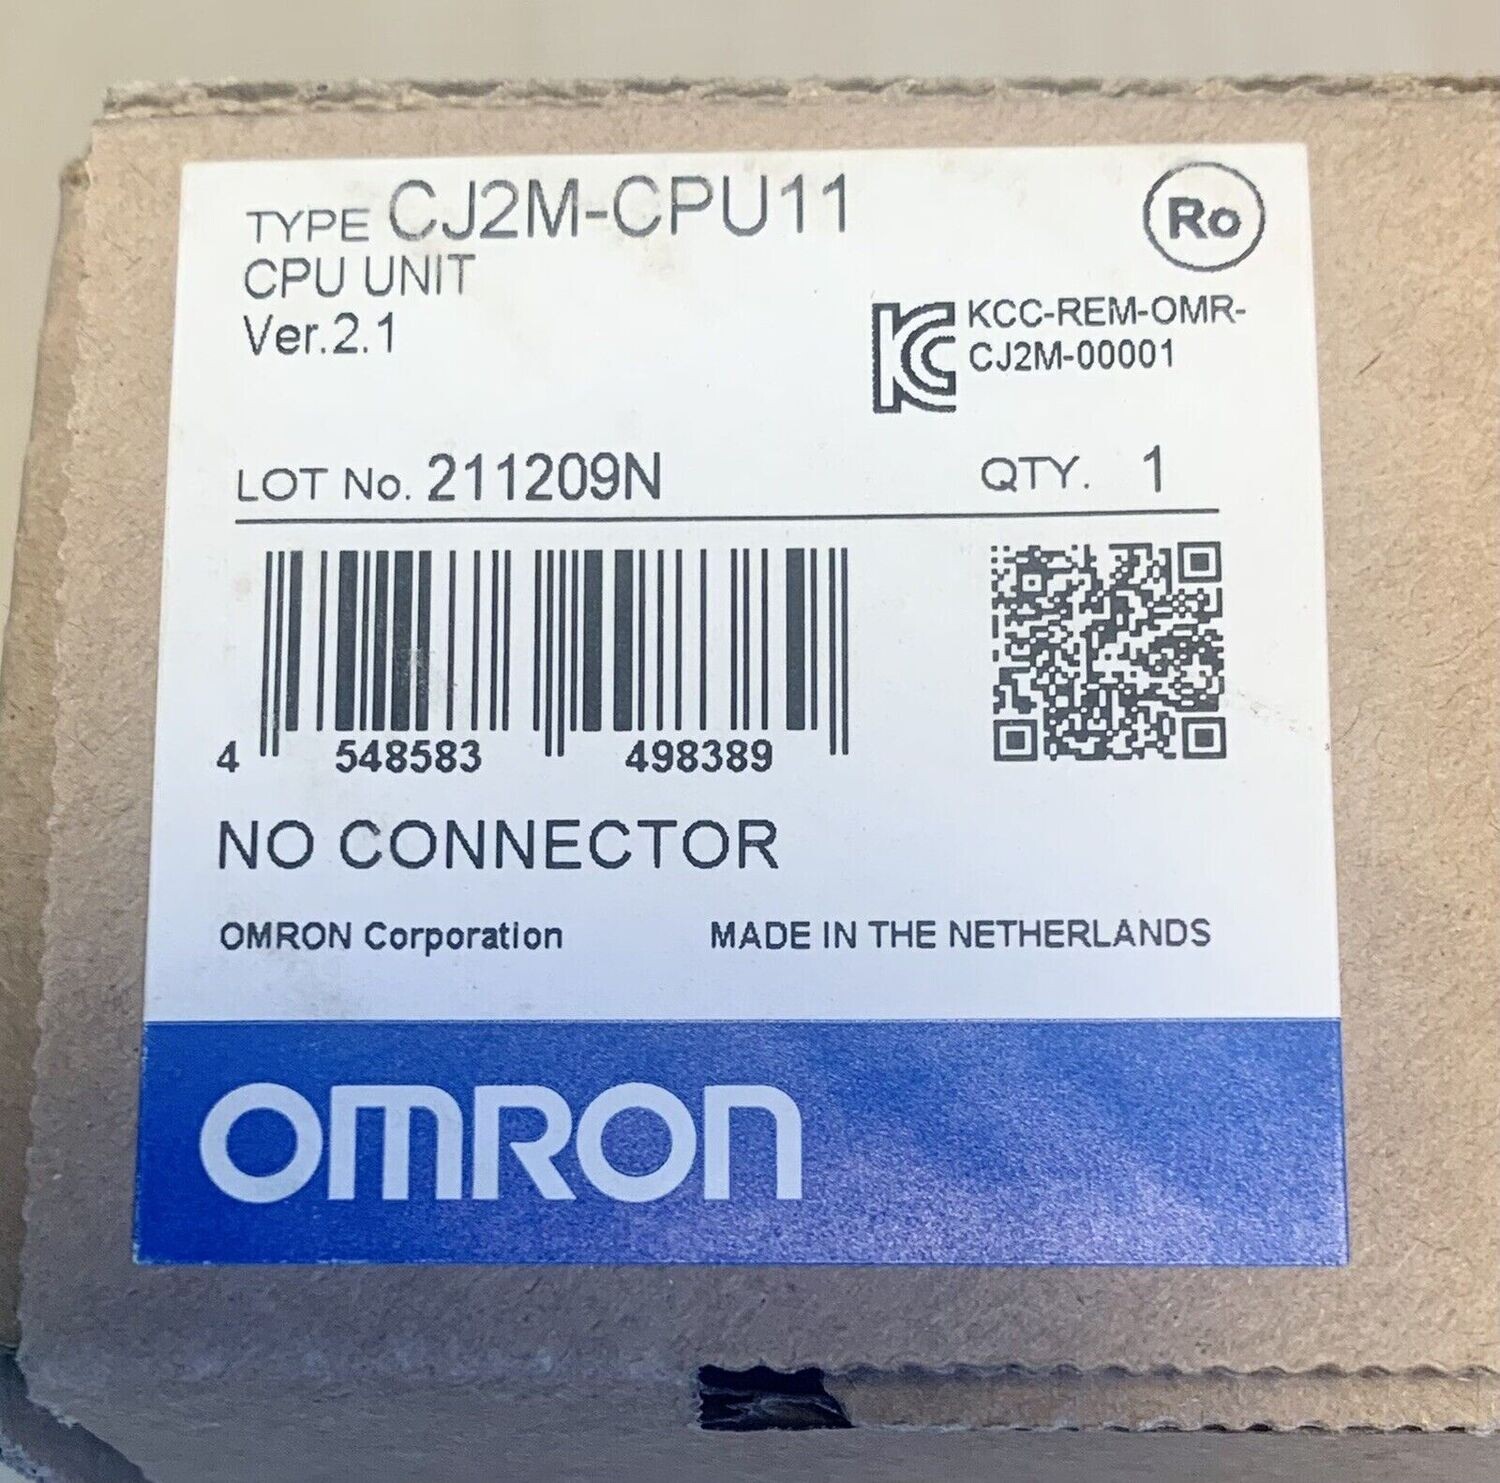 TYPE CJ2M-CPU11
Ro
CPU UNIT
Ver.2.1
KC KCC-REM-OMR-
CJ2M-00001
LOT No. 211209N QTY. 1
4 548583 498389
NO CONNECTOR
OMRON Corporation MADE IN THE NETHERLANDS
OMRON